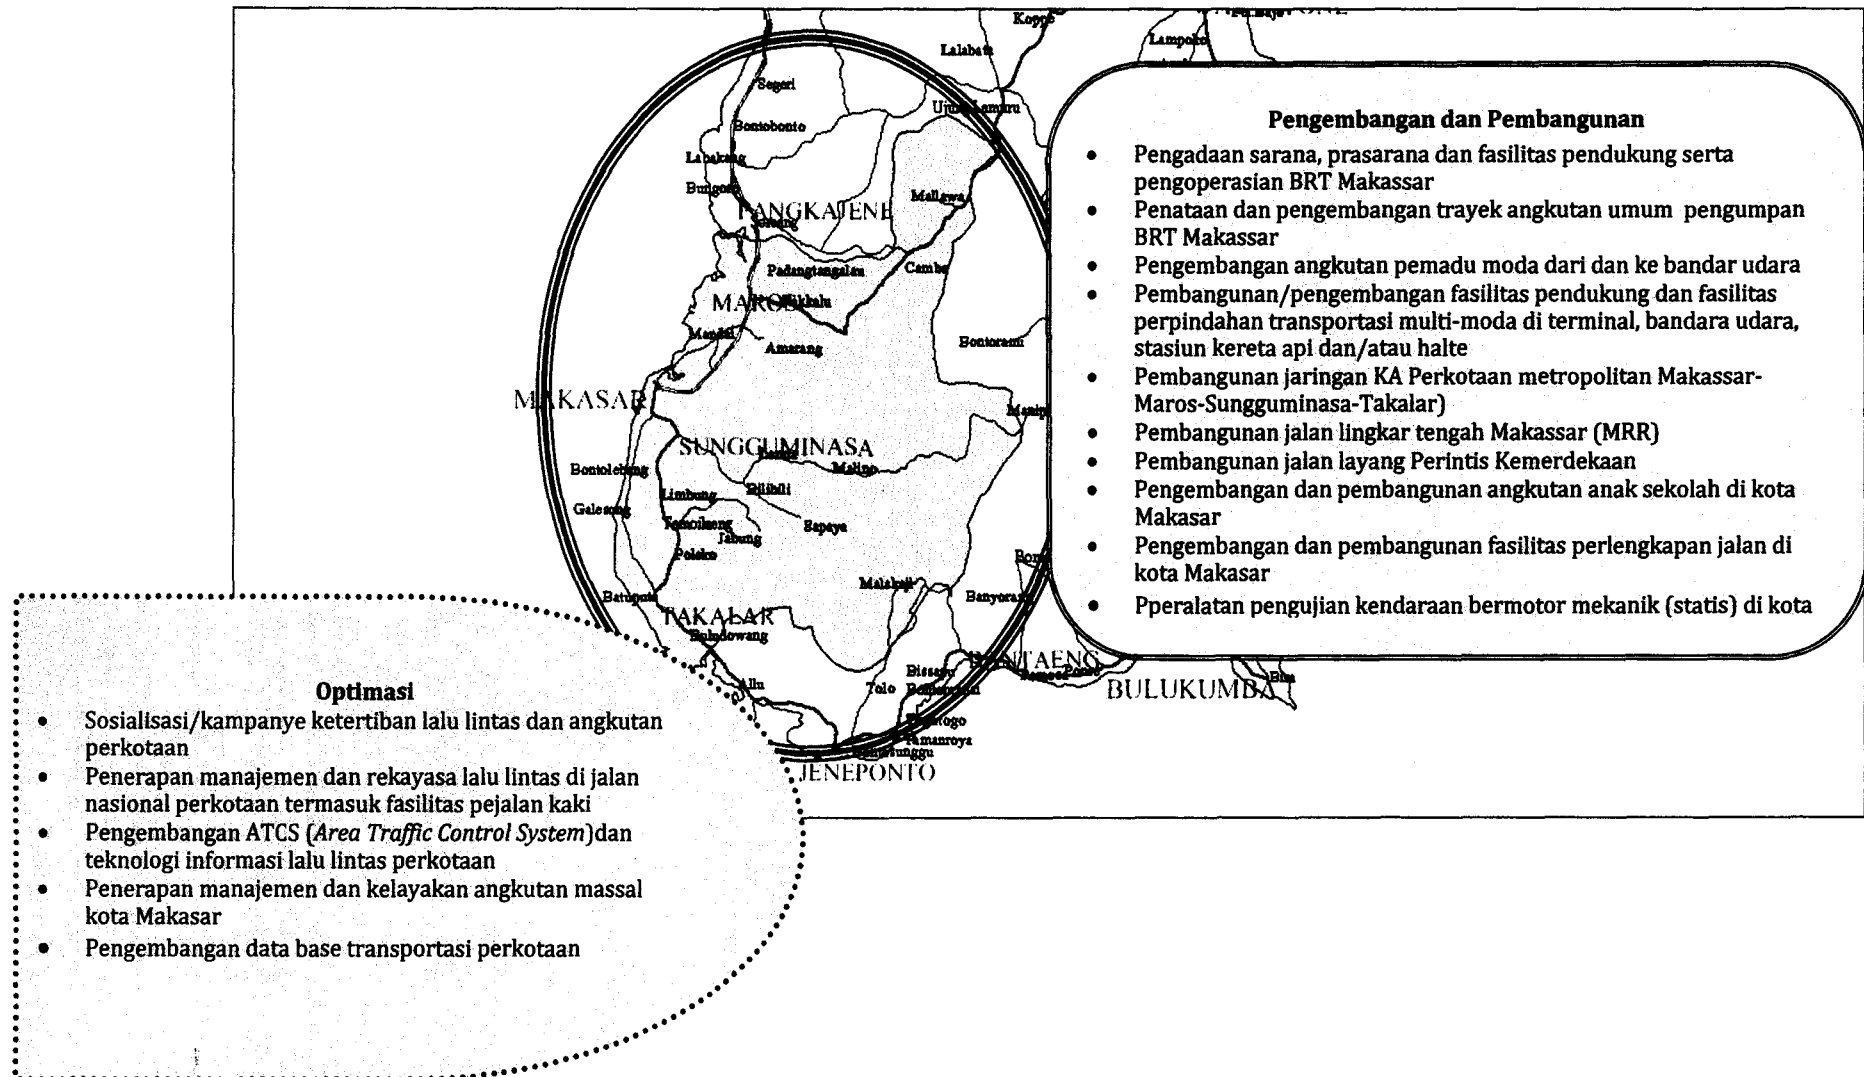 Koppe
Lalabata
Lampoko
Segeri
Bontobonto
Labakang
Bungoro
PANGKAJENE
Mallawa
Padangtangalau
Camba
MAROS
Mandai
Amarang
Bontorami
MAKASAR
SUNGGUMINASA
Malino
Bontolebang
Limbung
Bilibili
Galesong
Sapaya
Jabung
Poleko
Malakaji
Banyorang
TAKALAR
Allu
Bissapu
Tolo
BULUKUMBA
Tamanroya
JENEPONTO
Pengembangan dan Pembangunan
• Pengadaan sarana, prasarana dan fasilitas pendukung serta
pengoperasian BRT Makassar
• Penataan dan pengembangan trayek angkutan umum pengumpan
BRT Makassar
• Pengembangan angkutan pemadu moda dari dan ke bandar udara
• Pembangunan/pengembangan fasilitas pendukung dan fasilitas
perpindahan transportasi multi-moda di terminal, bandara udara,
stasiun kereta api dan/atau halte
• Pembangunan jaringan KA Perkotaan metropolitan Makassar-
Maros-Sungguminasa-Takalar)
• Pembangunan jalan lingkar tengah Makassar (MRR)
• Pembangunan jalan layang Perintis Kemerdekaan
• Pengembangan dan pembangunan angkutan anak sekolah di kota
Makasar
• Pengembangan dan pembangunan fasilitas perlengkapan jalan di
kota Makasar
• Pperalatan pengujian kendaraan bermotor mekanik (statis) di kota
Optimasi
• Sosialisasi/kampanye ketertiban lalu lintas dan angkutan
perkotaan
• Penerapan manajemen dan rekayasa lalu lintas di jalan
nasional perkotaan termasuk fasilitas pejalan kaki
• Pengembangan ATCS (Area Traffic Control System)dan
teknologi informasi lalu lintas perkotaan
• Penerapan manajemen dan kelayakan angkutan massal
kota Makasar
• Pengembangan data base transportasi perkotaan